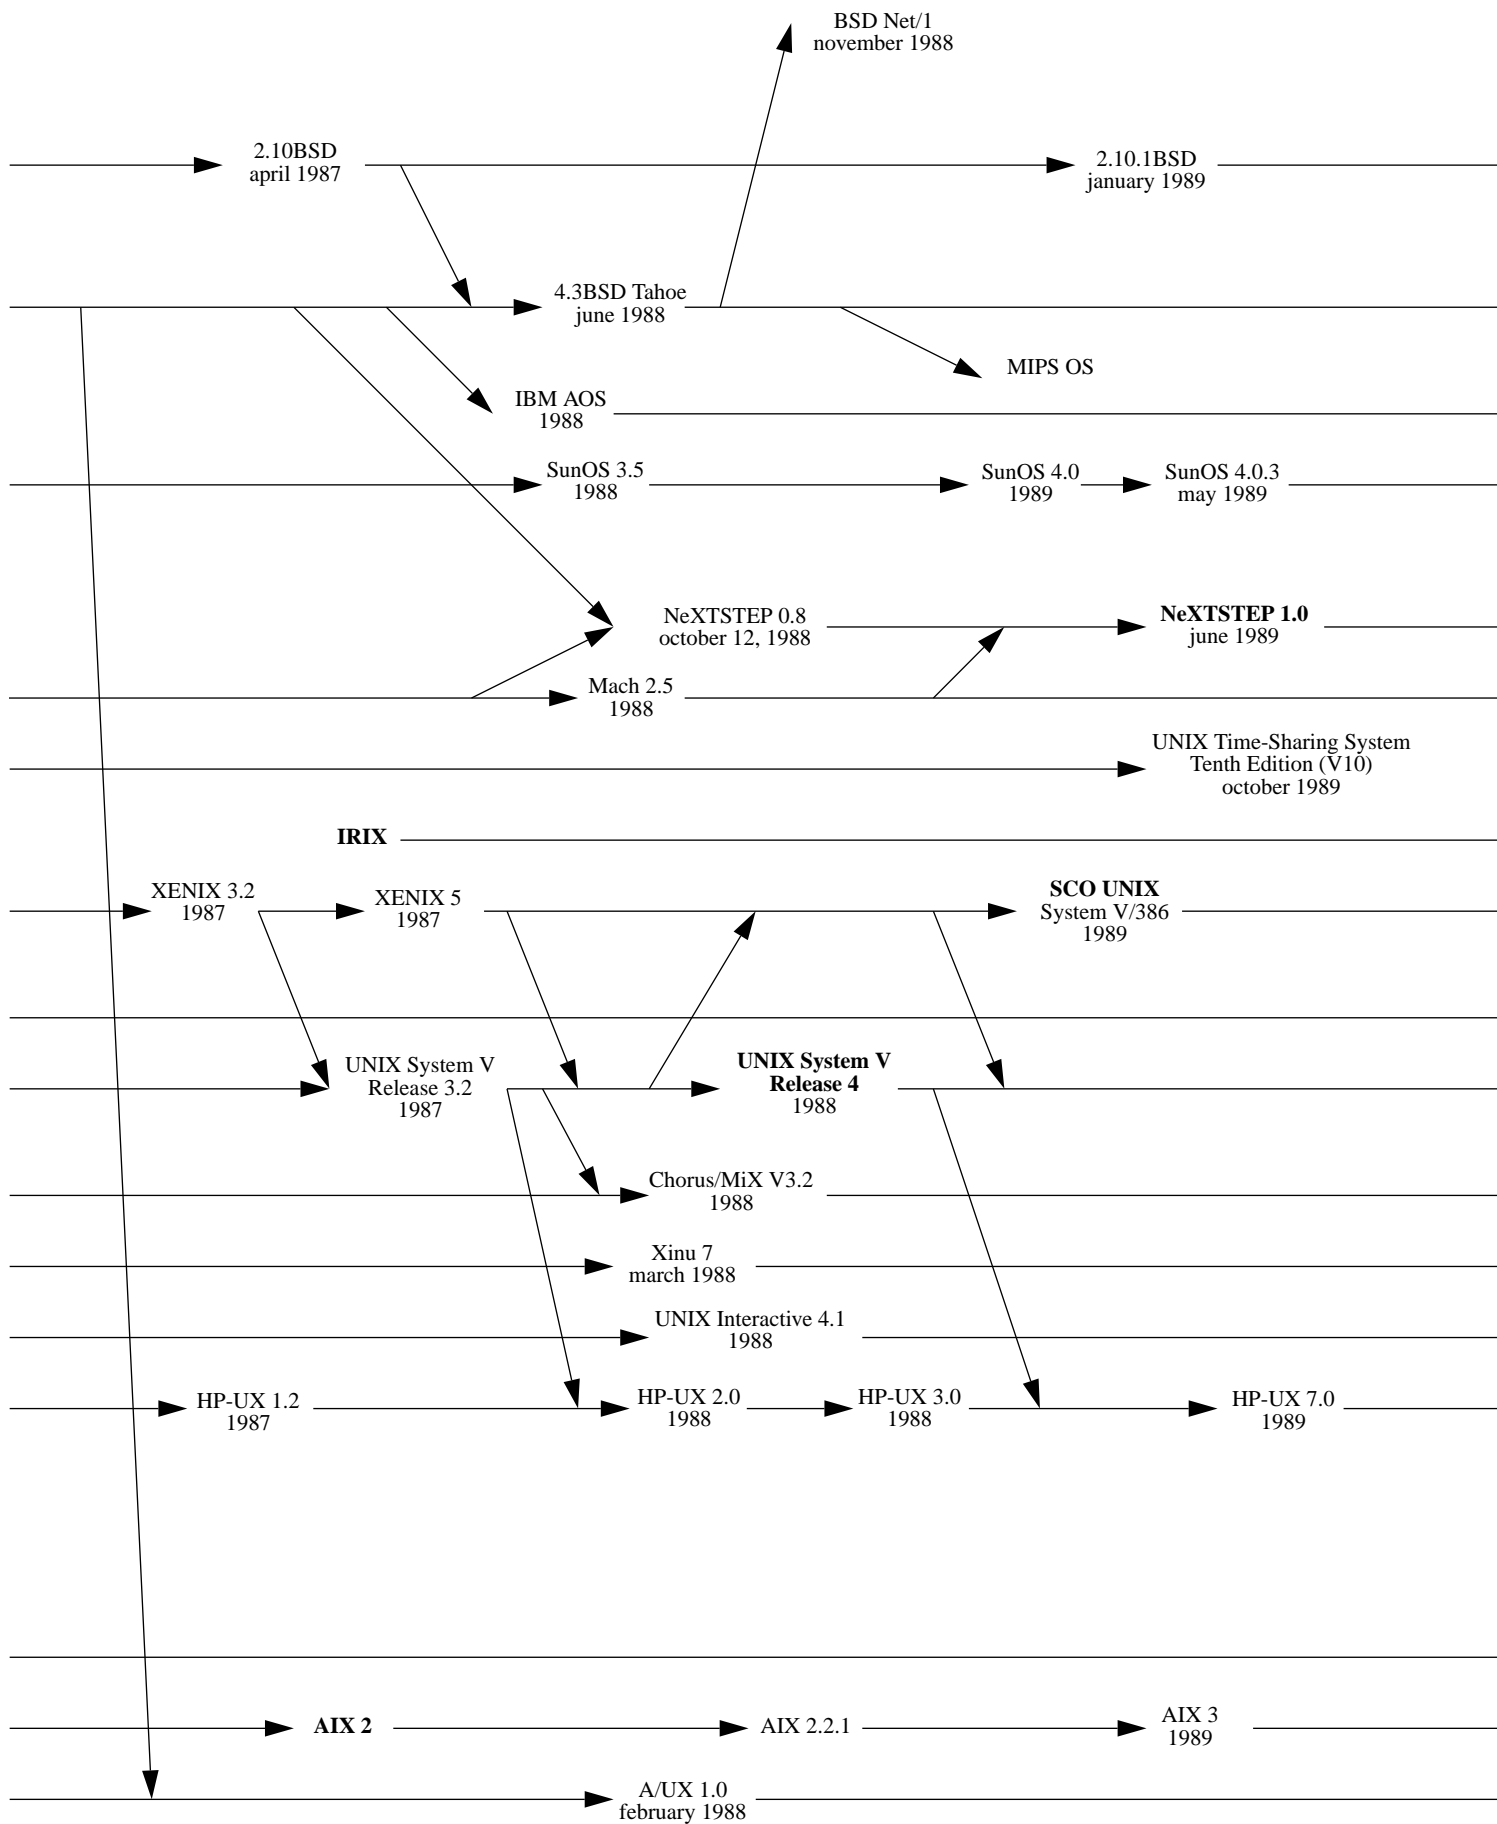 BSD Net/1
november 1988
2.10BSD
april 1987
2.10.1BSD
january 1989
4.3BSD Tahoe
june 1988
MIPS OS
IBM AOS
1988
SunOS 3.5
1988
SunOS 4.0
1989
SunOS 4.0.3
may 1989
NeXTSTEP 0.8
october 12, 1988
NeXTSTEP 1.0
june 1989
Mach 2.5
1988
UNIX Time-Sharing System
Tenth Edition (V10)
october 1989
IRIX
XENIX 3.2
1987
XENIX 5
1987
SCO UNIX
System V/386
1989
UNIX System V
Release 3.2
1987
UNIX System V
Release 4
1988
Chorus/MiX V3.2
1988
Xinu 7
march 1988
UNIX Interactive 4.1
1988
HP-UX 1.2
1987
HP-UX 2.0
1988
HP-UX 3.0
1988
HP-UX 7.0
1989
AIX 2
AIX 2.2.1
AIX 3
1989
A/UX 1.0
february 1988